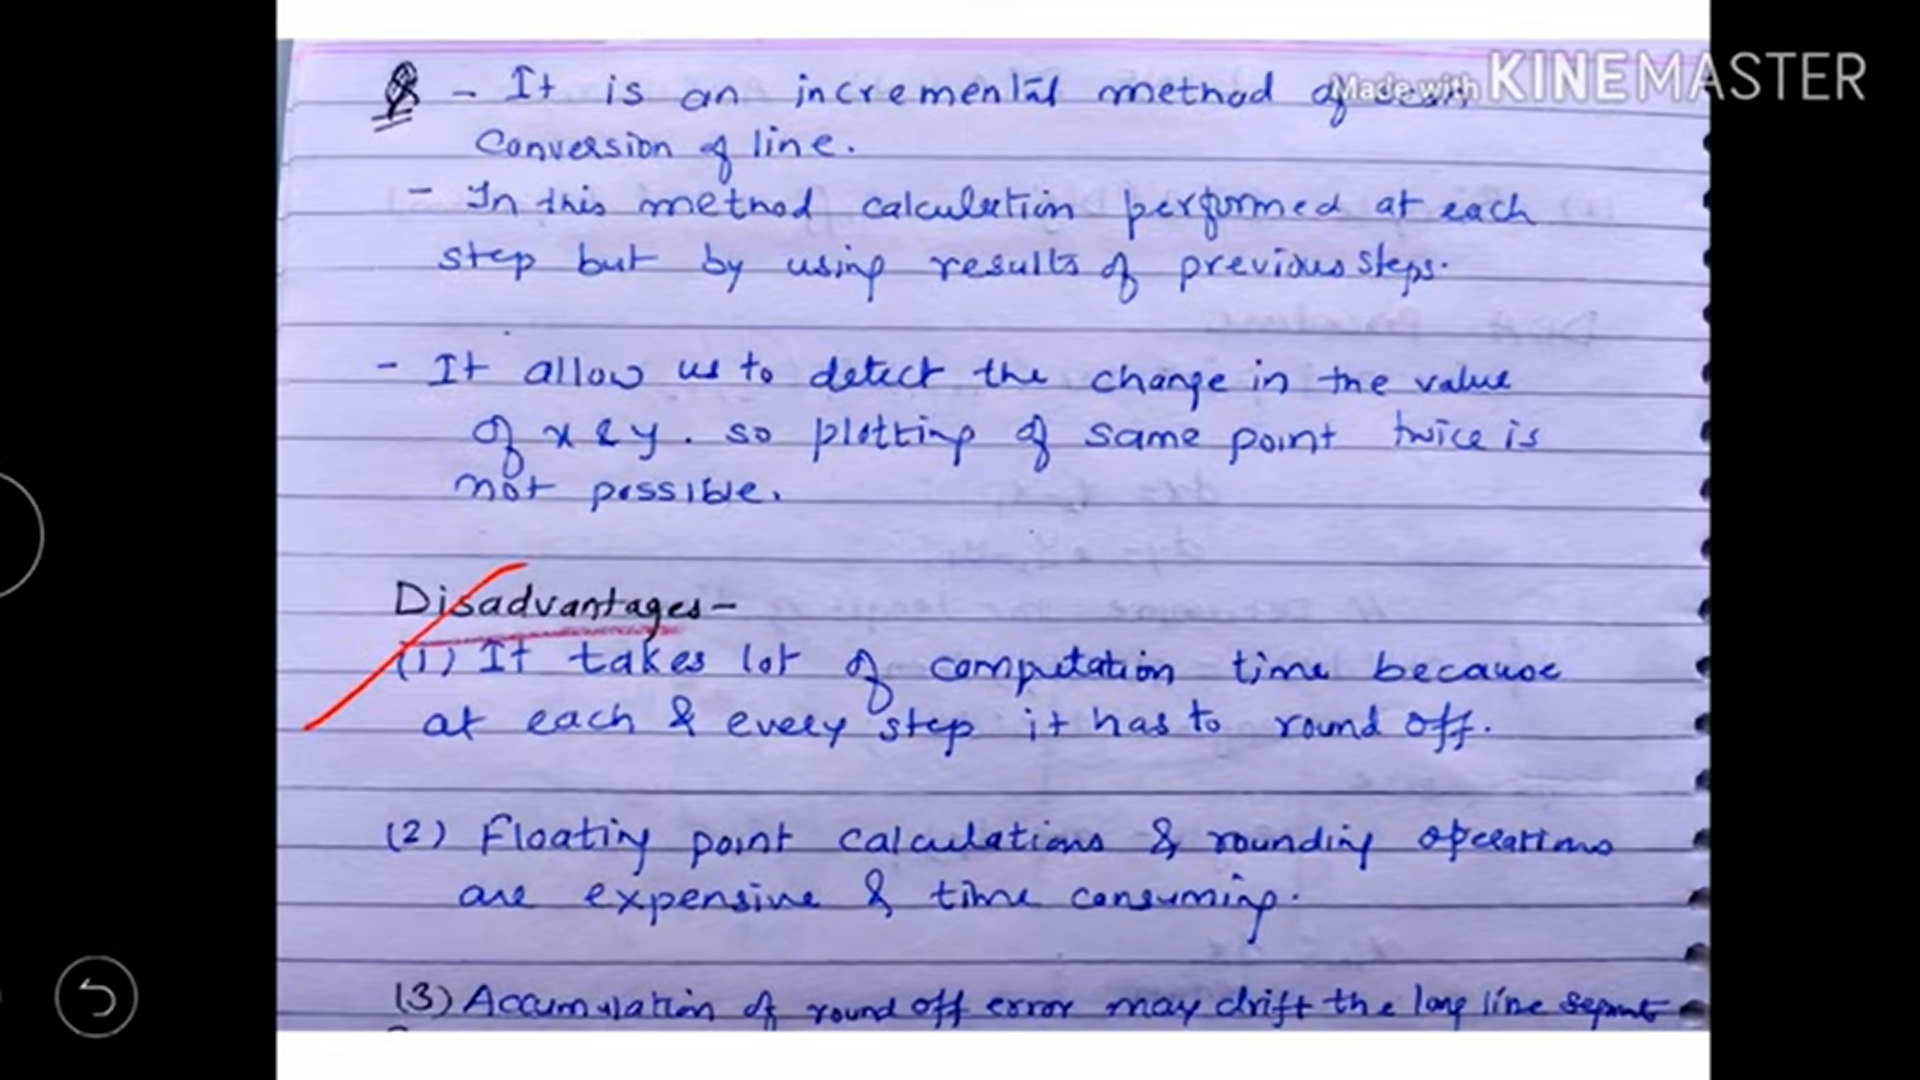 - It is an incremental method of scan
Made with KINEMASTER
Conversion of line.
- In this method calculation performed at each
step but by using results of previous steps.
- It allow us to detect the change in the value
of x & y. so plotting of same point twice is
not possible.
Disadvantages -
(1) It takes lot of computation time because
at each & every step it has to round off.
(2) Floating point calculations & rounding operations
are expensive & time consuming.
(3) Accumulation of round off error may drift the long line